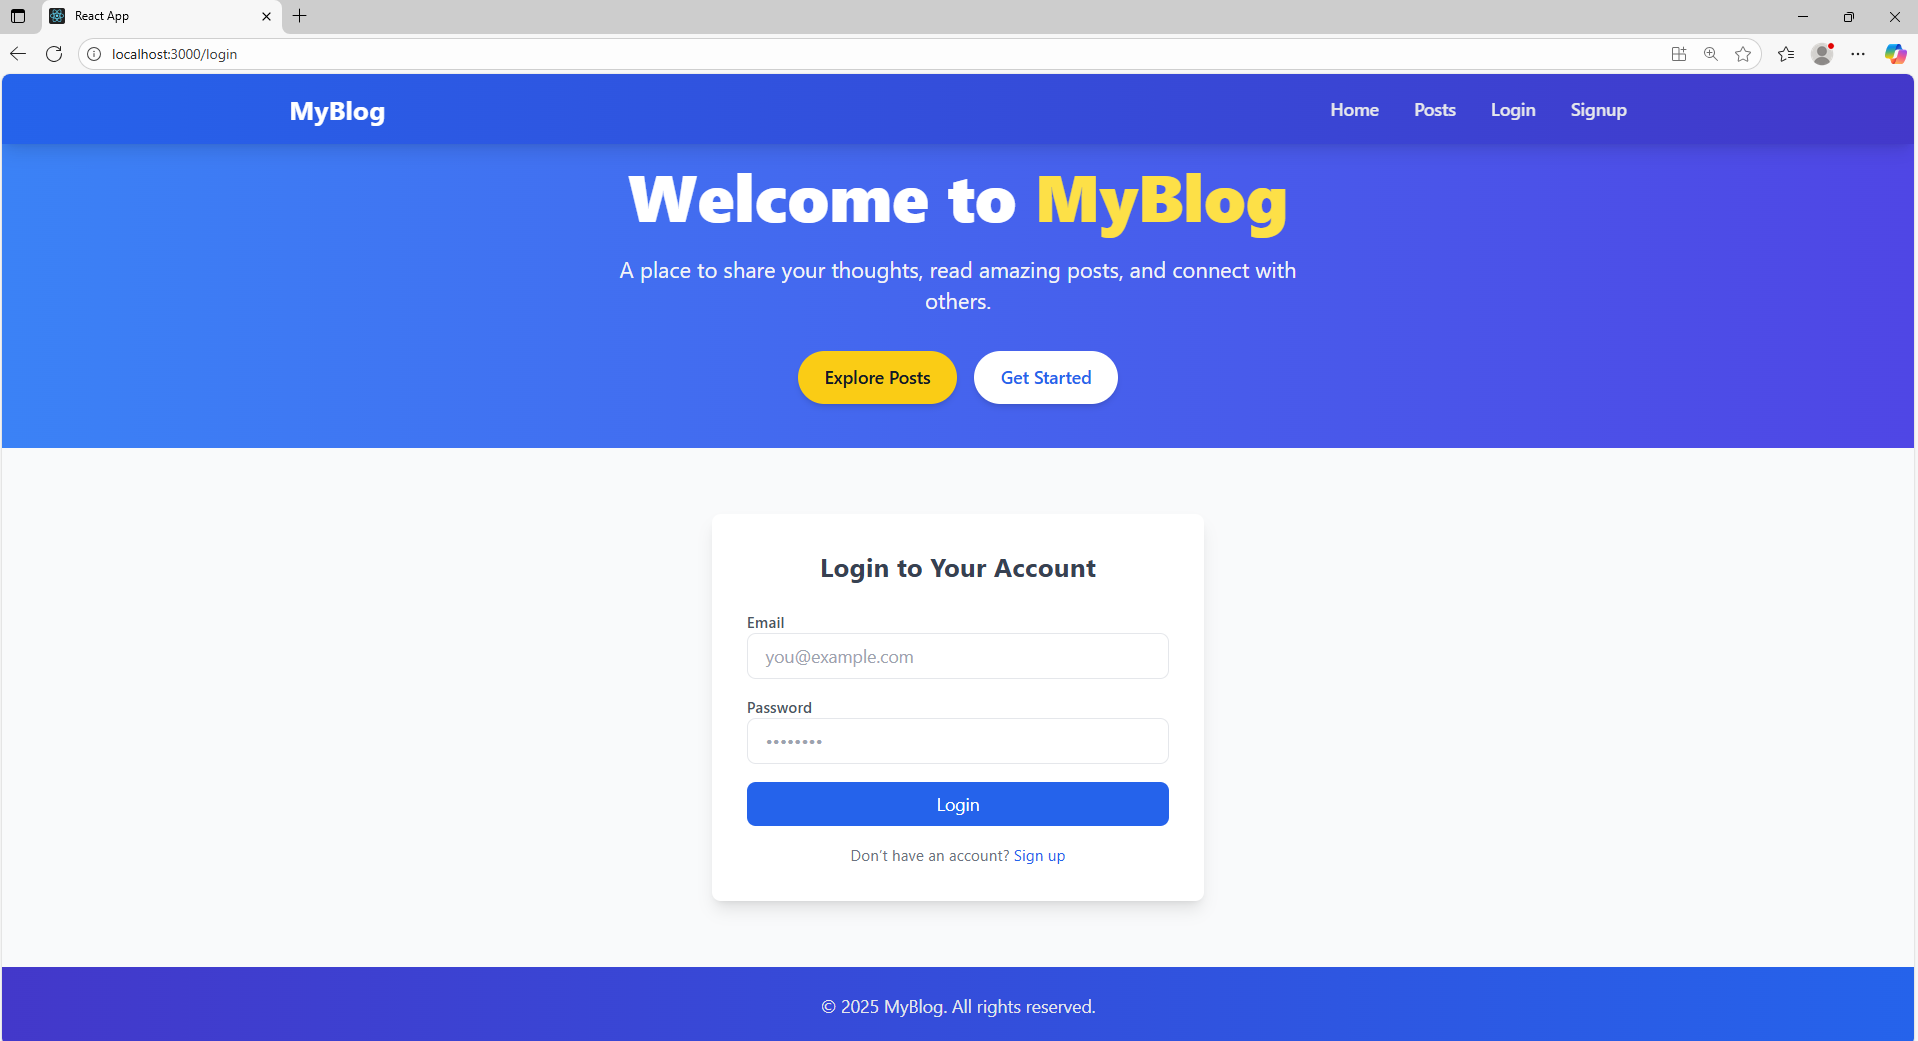 React App
localhost:3000/login
MyBlog
Home Posts Login Signup
Welcome to MyBlog
A place to share your thoughts, read amazing posts, and connect with
others.
Explore Posts Get Started
Login to Your Account
Email
you@example.com
Password
••••••••
Login
Don’t have an account? Sign up
© 2025 MyBlog. All rights reserved.